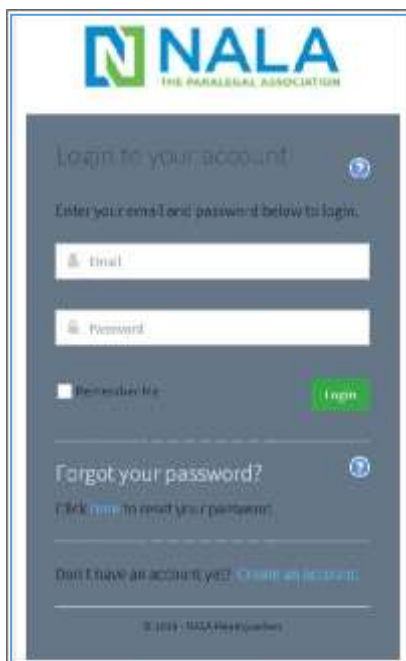 NALA
THE PARALEGAL ASSOCIATION
Login to your account
?
Enter your email and password below to login.
Email
Password
Remember Me
Login
Forgot your password?
?
Click here to reset your password.
Don't have an account yet? Create an account.
NALA Headquarters